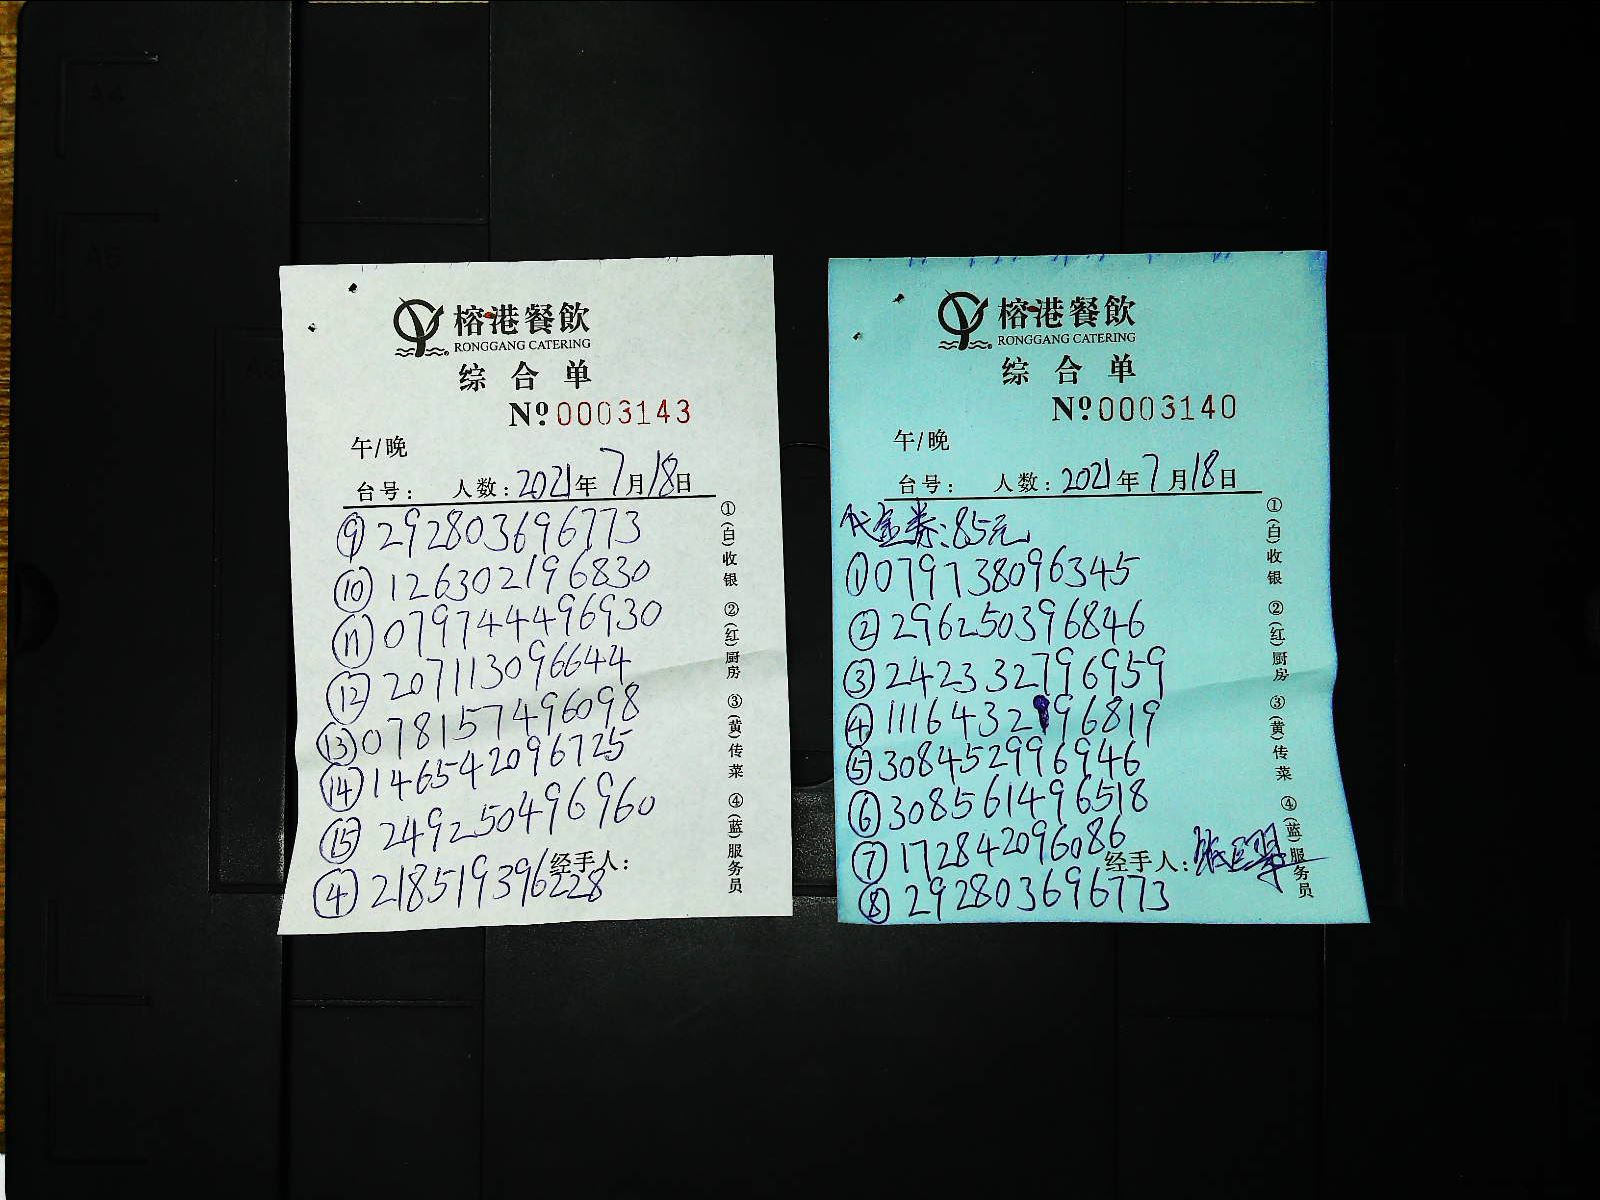 榕港餐飲
RONGGANG CATERING
综合单
Nº 0003143
午/晚
台号： 人数：2021年7月18日
⑨ 292803696773
⑩ 126302196830
⑪ 079744496930
⑫ 207113096644
⑬ 078157496098
⑭ 146542096725
⑮ 249250496960
经手人：
④ 218519396228
①(白)收银 ②(红)厨房 ③(黄)传菜 ④(蓝)服务员
榕港餐飲
RONGGANG CATERING
综合单
Nº 0003140
午/晚
台号： 人数：2021年7月18日
代金券：85元
① 079738096345
② 296250396846
③ 242332796959
④ 1116432196819
⑤ 308452996946
⑥ 308561496518
⑦ 172842096086
经手人：
⑧ 292803696773
①(白)收银 ②(红)厨房 ③(黄)传菜 ④(蓝)服务员